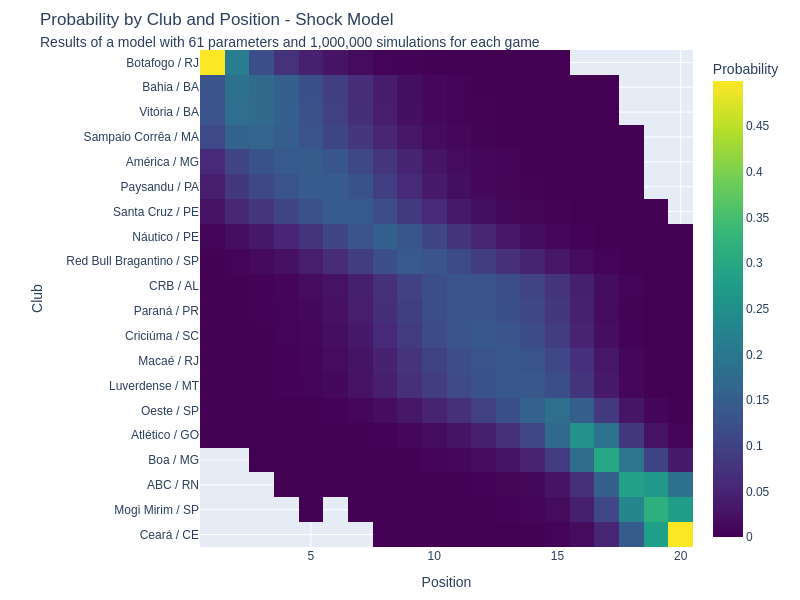 Probability by Club and Position - Shock Model
Results of a model with 61 parameters and 1,000,000 simulations for each game
Probability
Botafogo / RJ
Bahia / BA
Vitória / BA
Sampaio Corrêa / MA
América / MG
Paysandu / PA
Santa Cruz / PE
Náutico / PE
Red Bull Bragantino / SP
CRB / AL
Paraná / PR
Criciúma / SC
Macaé / RJ
Luverdense / MT
Oeste / SP
Atlético / GO
Boa / MG
ABC / RN
Mogi Mirim / SP
Ceará / CE
Club
5
10
15
20
Position
0.45
0.4
0.35
0.3
0.25
0.2
0.15
0.1
0.05
0